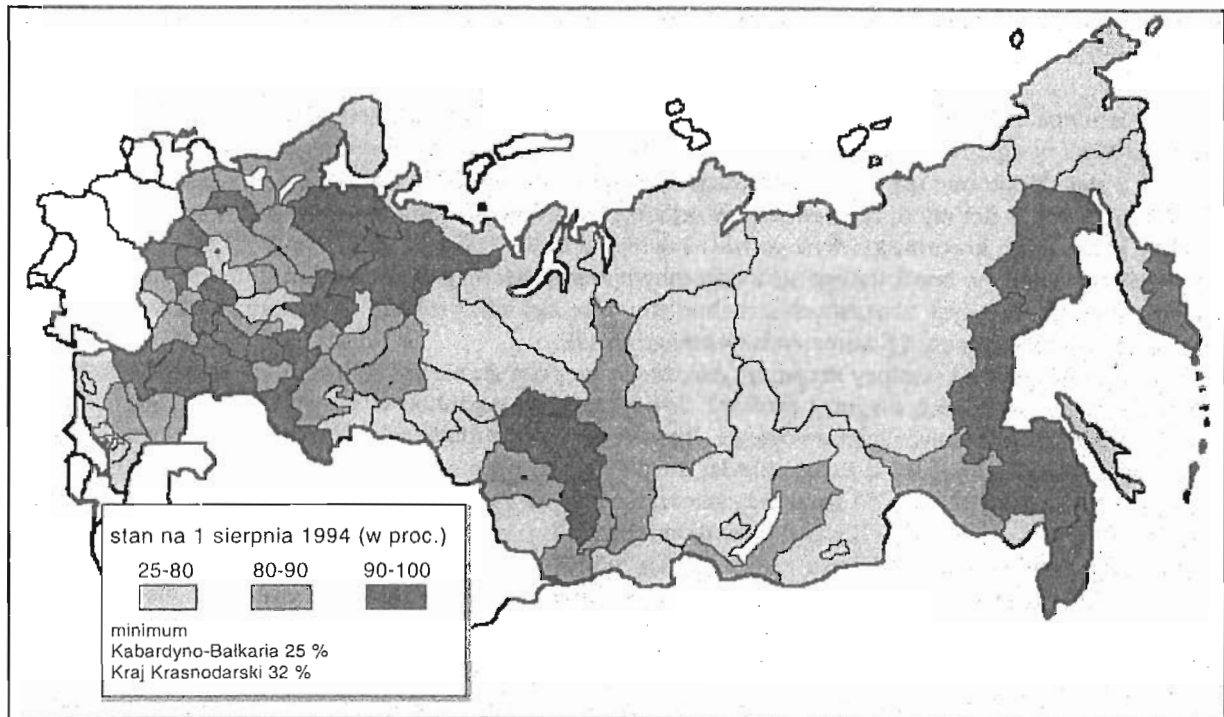 stan na 1 sierpnia 1994 (w proc.)
25-80 80-90 90-100
minimum
Kabardyno-Bałkaria 25 %
Kraj Krasnodarski 32 %